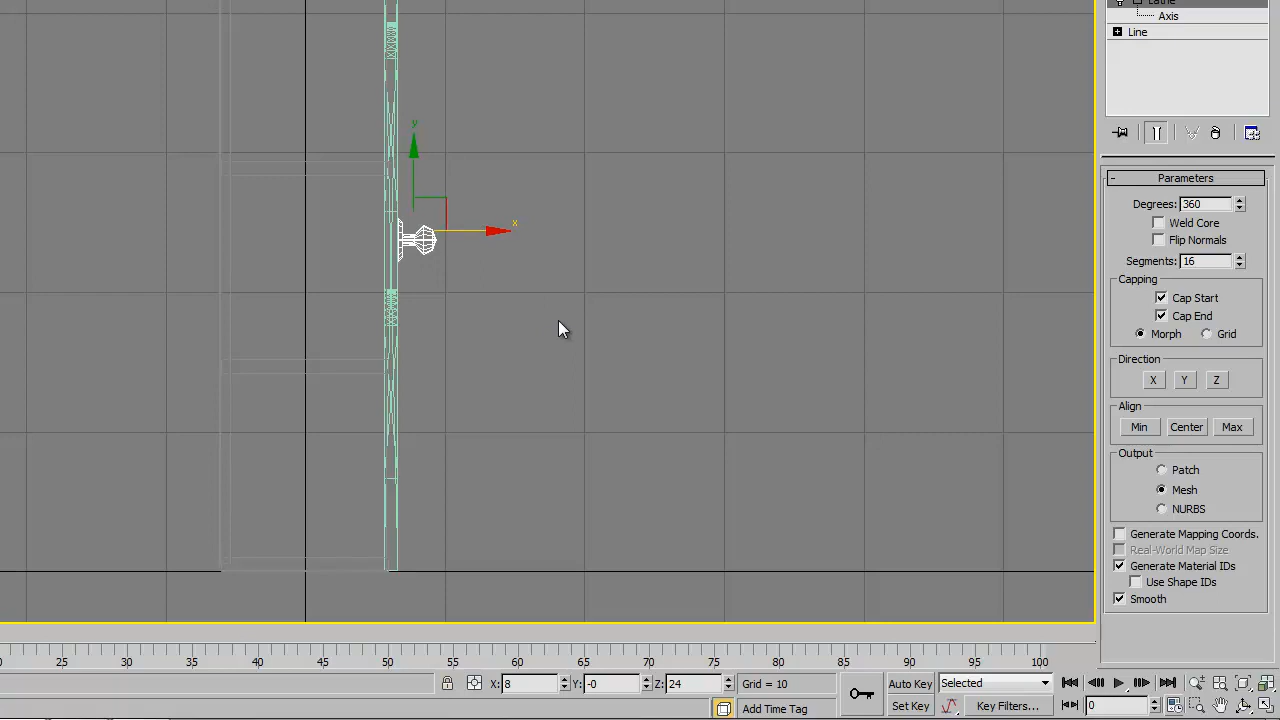 Lathe
Axis
Line
y
x
Parameters
Degrees: 360
Weld Core
Flip Normals
Segments: 16
Capping
Cap Start
Cap End
Morph Grid
Direction
X Y Z
Align
Min Center Max
Output
Patch
Mesh
NURBS
Generate Mapping Coords.
Real-World Map Size
Generate Material IDs
Use Shape IDs
Smooth
25 30 35 40 45 50 55 60 65 70 75 80 85 90 95 100
X: 8 Y: -0 Z: 24 Grid = 10 Auto Key Selected
Add Time Tag Set Key Key Filters... 0